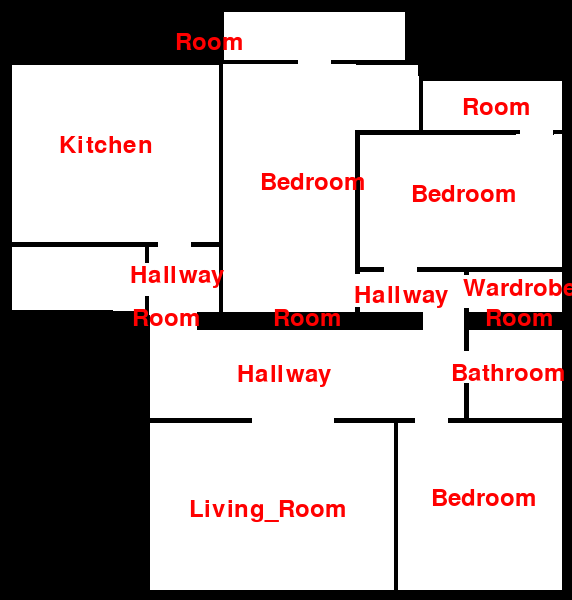 Room
Room
Kitchen
Bedroom
Bedroom
Hallway
Wardrobe
Hallway
Room
Room
Room
Hallway
Bathroom
Bedroom
Living_Room